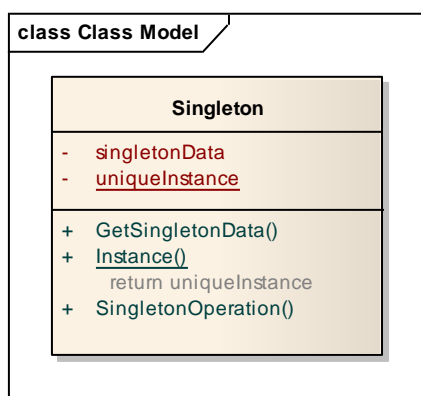 class Class Model
Singleton
- singletonData
- uniqueInstance
+ GetSingletonData()
+ Instance()
return uniqueInstance
+ SingletonOperation()